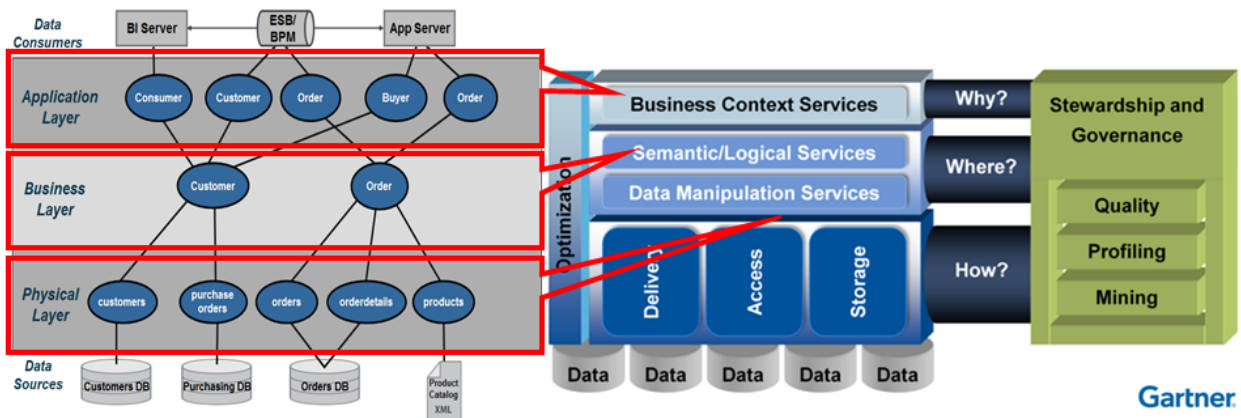 Data
Consumers
BI Server
ESB/
BPM
App Server
Application
Layer
Consumer
Customer
Order
Buyer
Order
Business
Layer
Customer
Order
Physical
Layer
customers
purchase
orders
orders
orderdetails
products
Data
Sources
Customers DB
Purchasing DB
Orders DB
Product
Catalog
XML
Optimization
Business Context Services
Semantic/Logical Services
Data Manipulation Services
Delivery
Access
Storage
Data
Data
Data
Data
Data
Why?
Where?
How?
Stewardship and
Governance
Quality
Profiling
Mining
Gartner